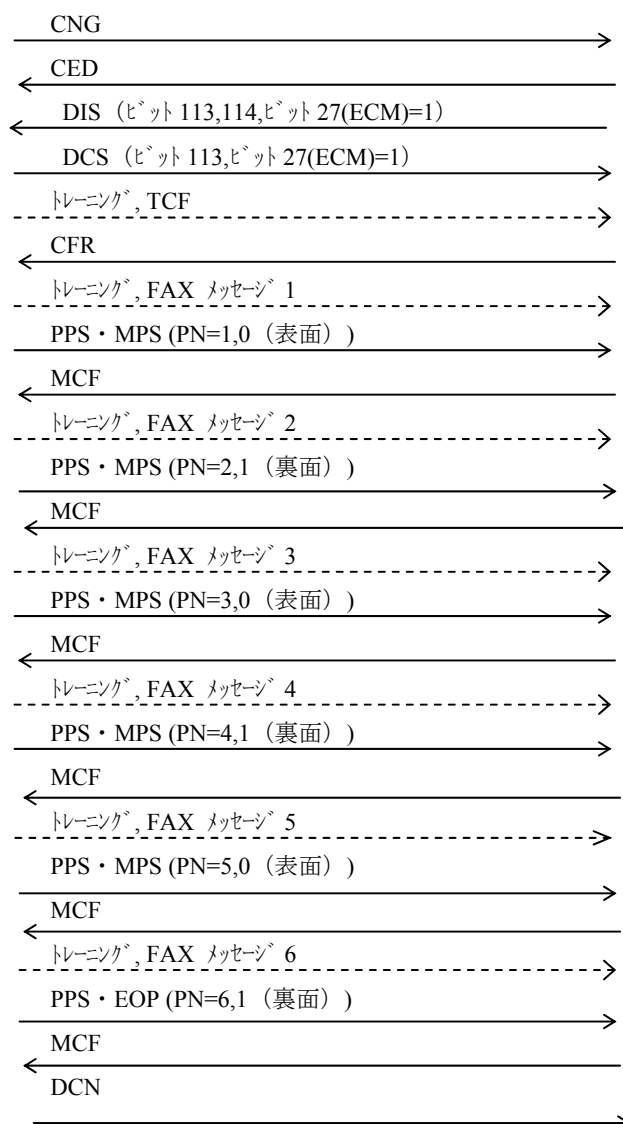 CNG
CED
DIS（ﾋﾞｯﾄ 113,114,ﾋﾞｯﾄ 27(ECM)=1）
DCS（ﾋﾞｯﾄ 113,ﾋﾞｯﾄ 27(ECM)=1）
ﾄﾚｰﾆﾝｸﾞ, TCF
CFR
ﾄﾚｰﾆﾝｸﾞ, FAX ﾒｯｾｰｼﾞ 1
PPS・MPS (PN=1,0（表面）)
MCF
ﾄﾚｰﾆﾝｸﾞ, FAX ﾒｯｾｰｼﾞ 2
PPS・MPS (PN=2,1（裏面）)
MCF
ﾄﾚｰﾆﾝｸﾞ, FAX ﾒｯｾｰｼﾞ 3
PPS・MPS (PN=3,0（表面）)
MCF
ﾄﾚｰﾆﾝｸﾞ, FAX ﾒｯｾｰｼﾞ 4
PPS・MPS (PN=4,1（裏面）)
MCF
ﾄﾚｰﾆﾝｸﾞ, FAX ﾒｯｾｰｼﾞ 5
PPS・MPS (PN=5,0（表面）)
MCF
ﾄﾚｰﾆﾝｸﾞ, FAX ﾒｯｾｰｼﾞ 6
PPS・EOP (PN=6,1（裏面）)
MCF
DCN